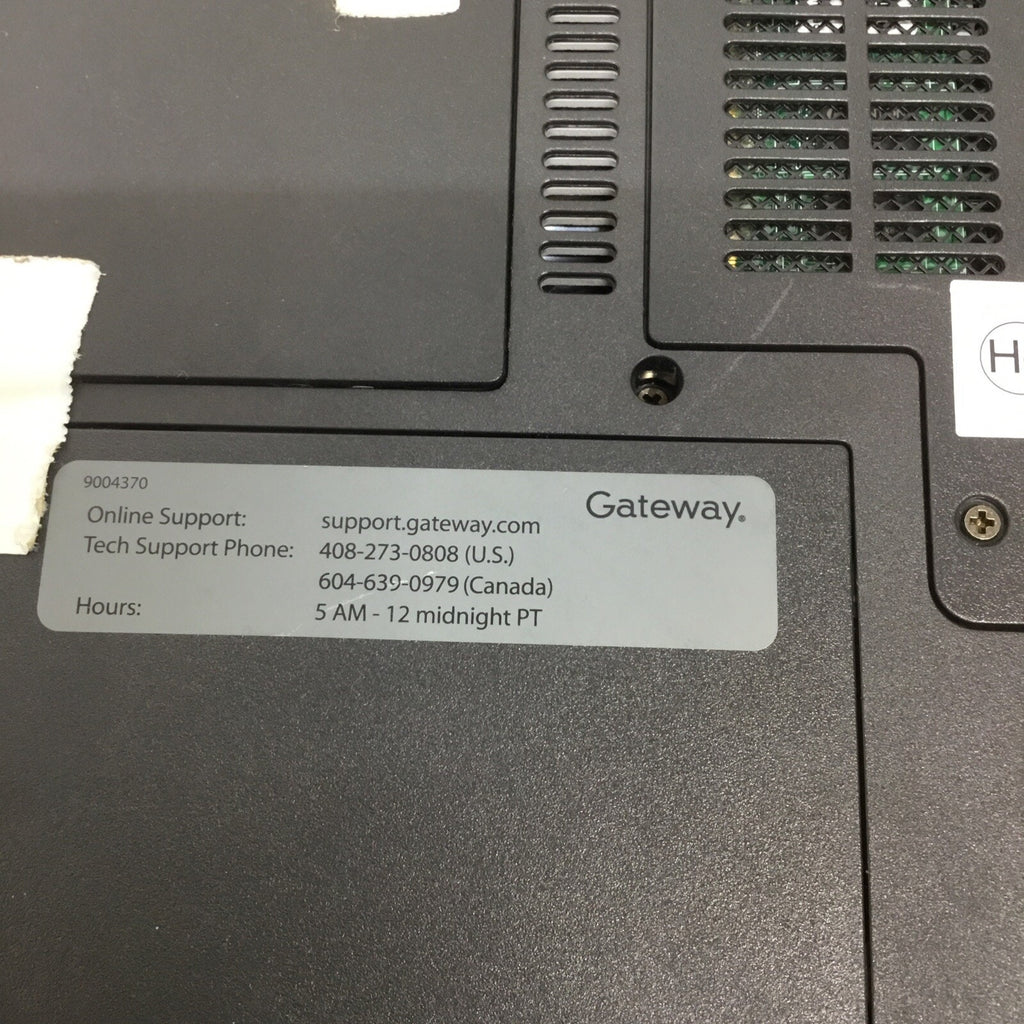 H
9004370
Gateway.
Online Support: support.gateway.com
Tech Support Phone: 408-273-0808 (U.S.)
604-639-0979 (Canada)
Hours: 5 AM - 12 midnight PT